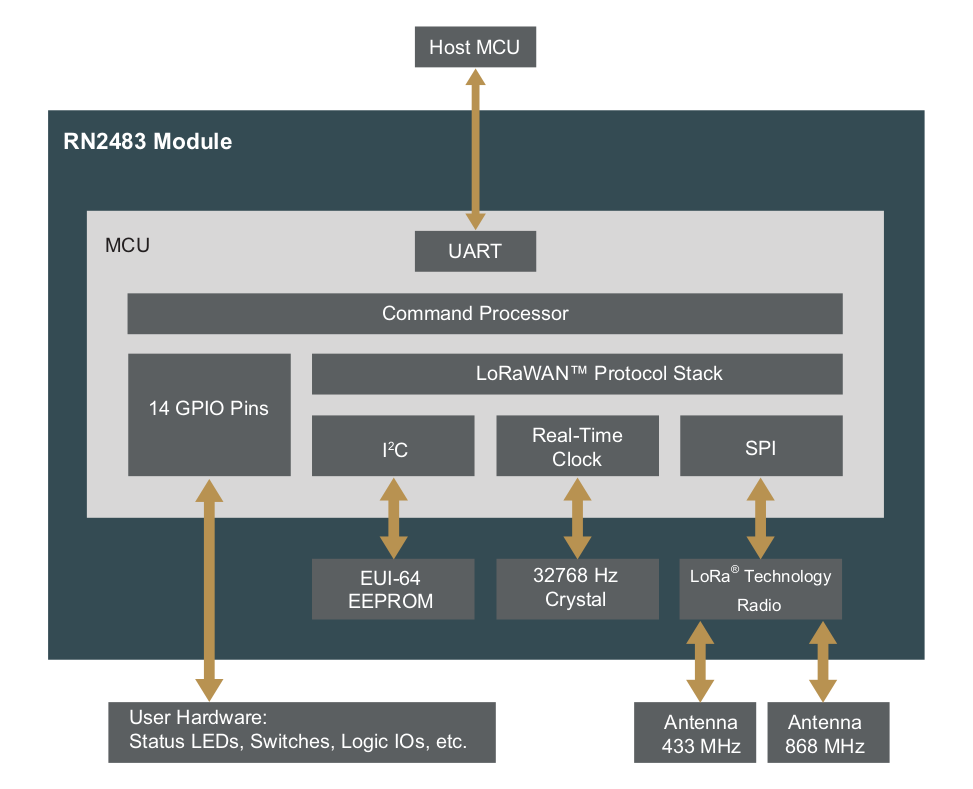 Host MCU
RN2483 Module
MCU
UART
Command Processor
14 GPIO Pins
LoRaWAN™ Protocol Stack
I²C
Real-Time
Clock
SPI
EUI-64
EEPROM
32768 Hz
Crystal
LoRa® Technology
Radio
User Hardware:
Status LEDs, Switches, Logic IOs, etc.
Antenna
433 MHz
Antenna
868 MHz